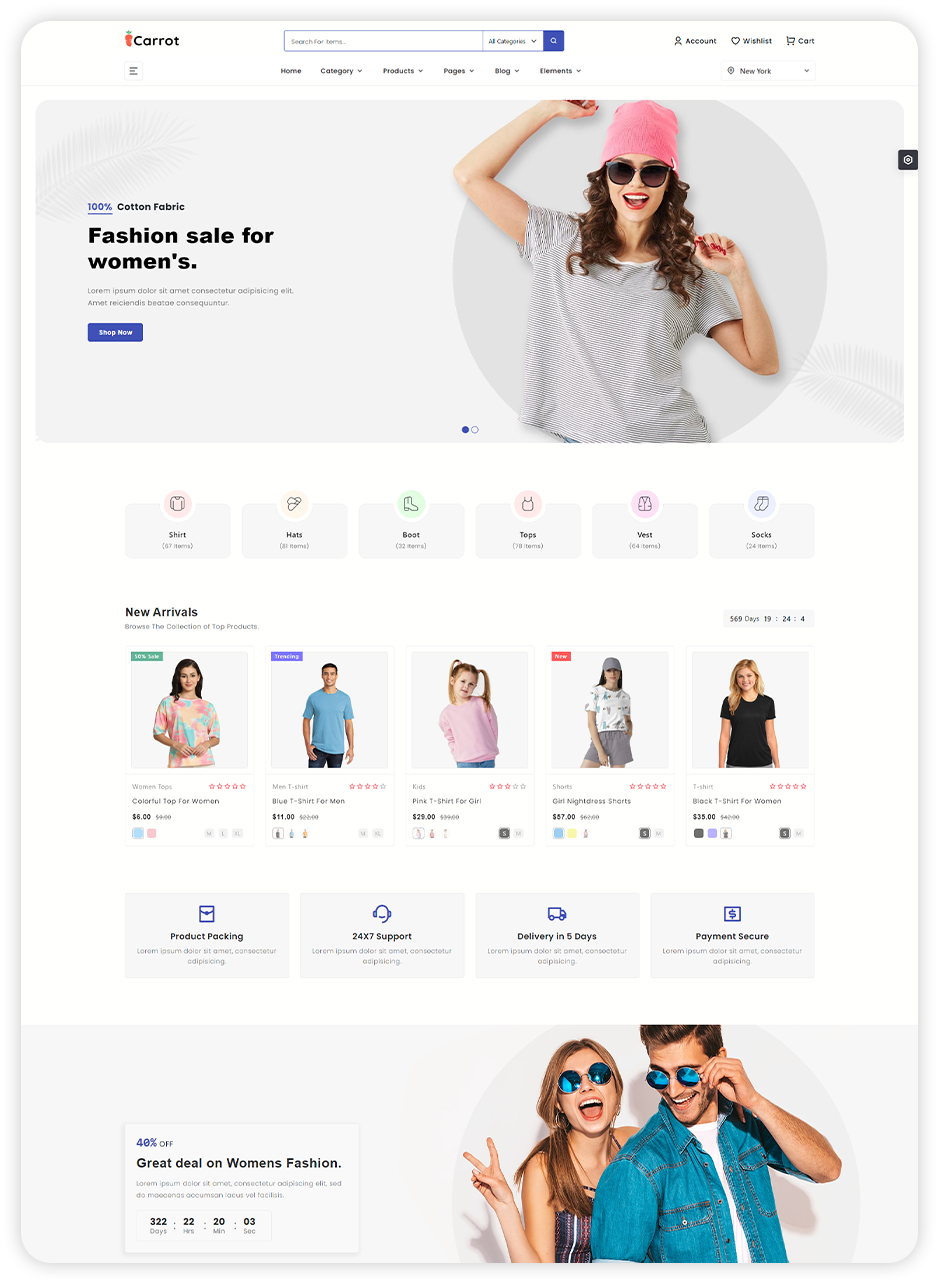 Carrot
Search For items...
All Categories
Account
Wishlist
Cart
Home
Category
Products
Pages
Blog
Elements
New York
100% Cotton Fabric
Fashion sale for
women's.
Lorem ipsum dolor sit amet consectetur adipisicing elit.
Amet reiciendis beatae consequuntur.
Shop Now
Shirt
(67 items)
Hats
(81 items)
Boot
(32 items)
Tops
(78 items)
Vest
(64 items)
Socks
(24 items)
New Arrivals
Browse The Collection of Top Products.
569 Days 19 : 24 : 4
50% Sale
Women Tops
Colorful Top For Women
$6.00 $9.00
M L XL
Trending
Men T-shirt
Blue T-Shirt For Men
$11.00 $22.00
XL
Kids
Pink T-Shirt For Girl
$29.00 $39.00
S M
New
Shorts
Girl Nightdress Shorts
$57.00 $62.00
S M
T-shirt
Black T-Shirt For Women
$35.00 $42.00
S M
Product Packing
Lorem ipsum dolor sit amet, consectetur
adipisicing.
24X7 Support
Lorem ipsum dolor sit amet, consectetur
adipisicing.
Delivery in 5 Days
Lorem ipsum dolor sit amet, consectetur
adipisicing.
Payment Secure
Lorem ipsum dolor sit amet, consectetur
adipisicing.
40% OFF
Great deal on Womens Fashion.
Lorem ipsum dolor sit amet, consectetur adipisicing elit, sed
do maecenas accumsan lacus vel facilisis.
322 : 22 : 20 : 03
Days Hrs Min Sec